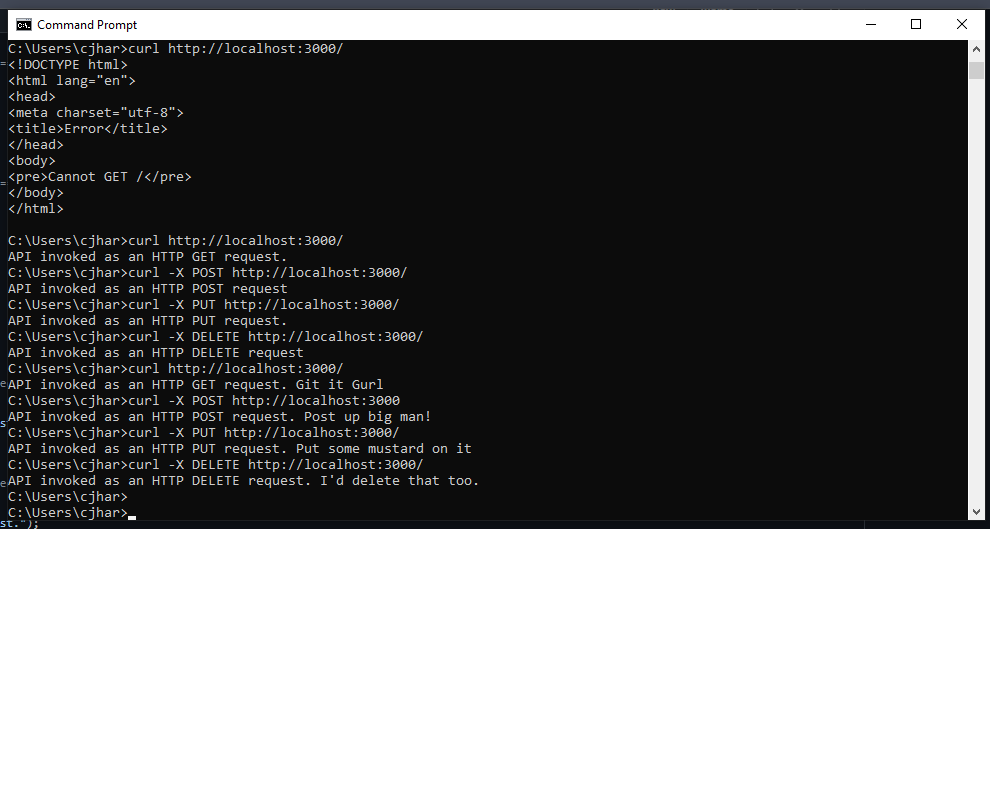 Command Prompt
C:\Users\cjhar>curl http://localhost:3000/
<!DOCTYPE html>
<html lang="en">
<head>
<meta charset="utf-8">
<title>Error</title>
</head>
<body>
<pre>Cannot GET /</pre>
</body>
</html>
C:\Users\cjhar>curl http://localhost:3000/
API invoked as an HTTP GET request.
C:\Users\cjhar>curl -X POST http://localhost:3000/
API invoked as an HTTP POST request
C:\Users\cjhar>curl -X PUT http://localhost:3000/
API invoked as an HTTP PUT request.
C:\Users\cjhar>curl -X DELETE http://localhost:3000/
API invoked as an HTTP DELETE request
C:\Users\cjhar>curl http://localhost:3000/
API invoked as an HTTP GET request. Git it Gurl
C:\Users\cjhar>curl -X POST http://localhost:3000
API invoked as an HTTP POST request. Post up big man!
C:\Users\cjhar>curl -X PUT http://localhost:3000/
API invoked as an HTTP PUT request. Put some mustard on it
C:\Users\cjhar>curl -X DELETE http://localhost:3000/
API invoked as an HTTP DELETE request. I'd delete that too.
C:\Users\cjhar>
C:\Users\cjhar>
st.");